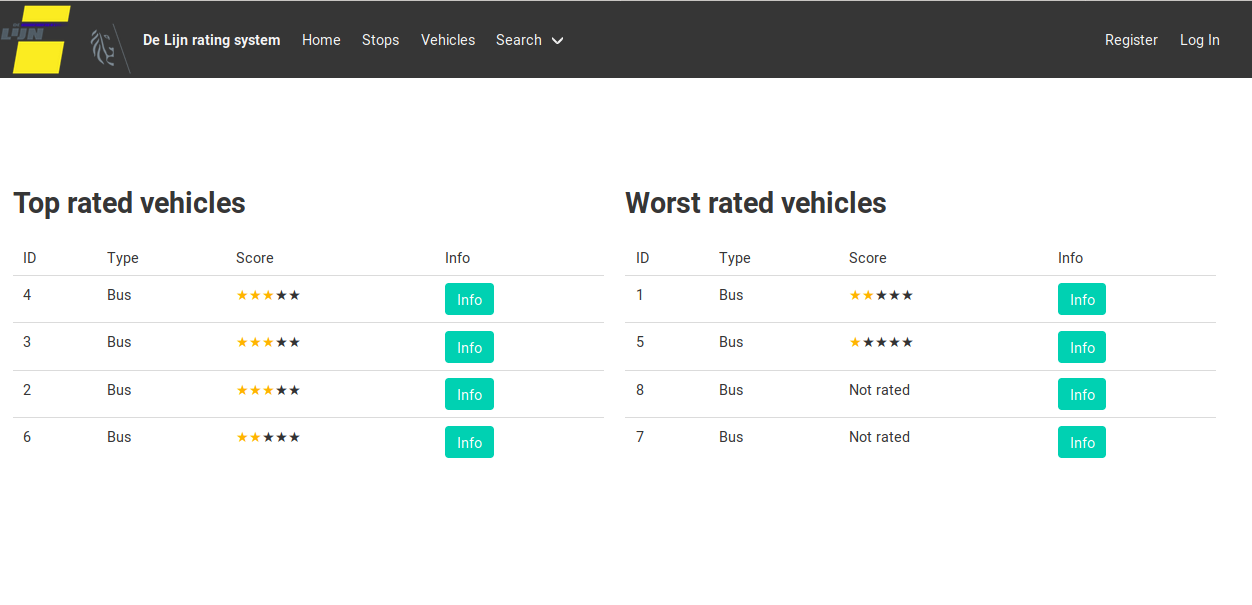 DE LIJN
De Lijn rating system Home Stops Vehicles Search Register Log In
Top rated vehicles
ID Type Score Info
4 Bus ★★★★★ Info
3 Bus ★★★★★ Info
2 Bus ★★★★★ Info
6 Bus ★★★★★ Info
Worst rated vehicles
ID Type Score Info
1 Bus ★★★★★ Info
5 Bus ★★★★★ Info
8 Bus Not rated Info
7 Bus Not rated Info